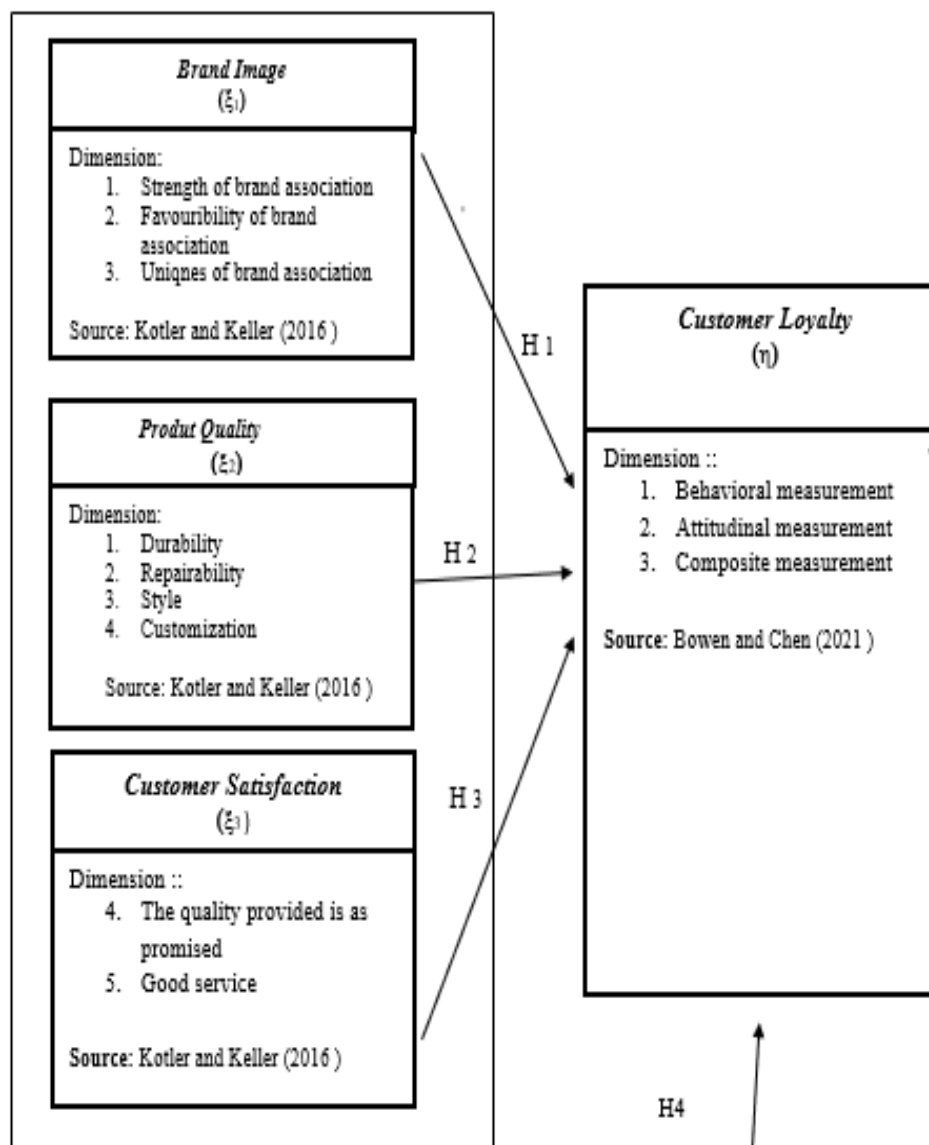 Brand Image
(ξ1)
Dimension:
1. Strength of brand association
2. Favouribility of brand
association
3. Uniqnes of brand association
Source: Kotler and Keller (2016 )
H 1
Produt Quality
(ξ2)
Dimension:
1. Durability
2. Repairability
3. Style
4. Customization
Source: Kotler and Keller (2016 )
H 2
Customer Satisfaction
(ξ3)
Dimension ::
4. The quality provided is as
promised
5. Good service
Source: Kotler and Keller (2016 )
H 3
Customer Loyalty
(η)
Dimension ::
1. Behavioral measurement
2. Attitudinal measurement
3. Composite measurement
Source: Bowen and Chen (2021 )
H4